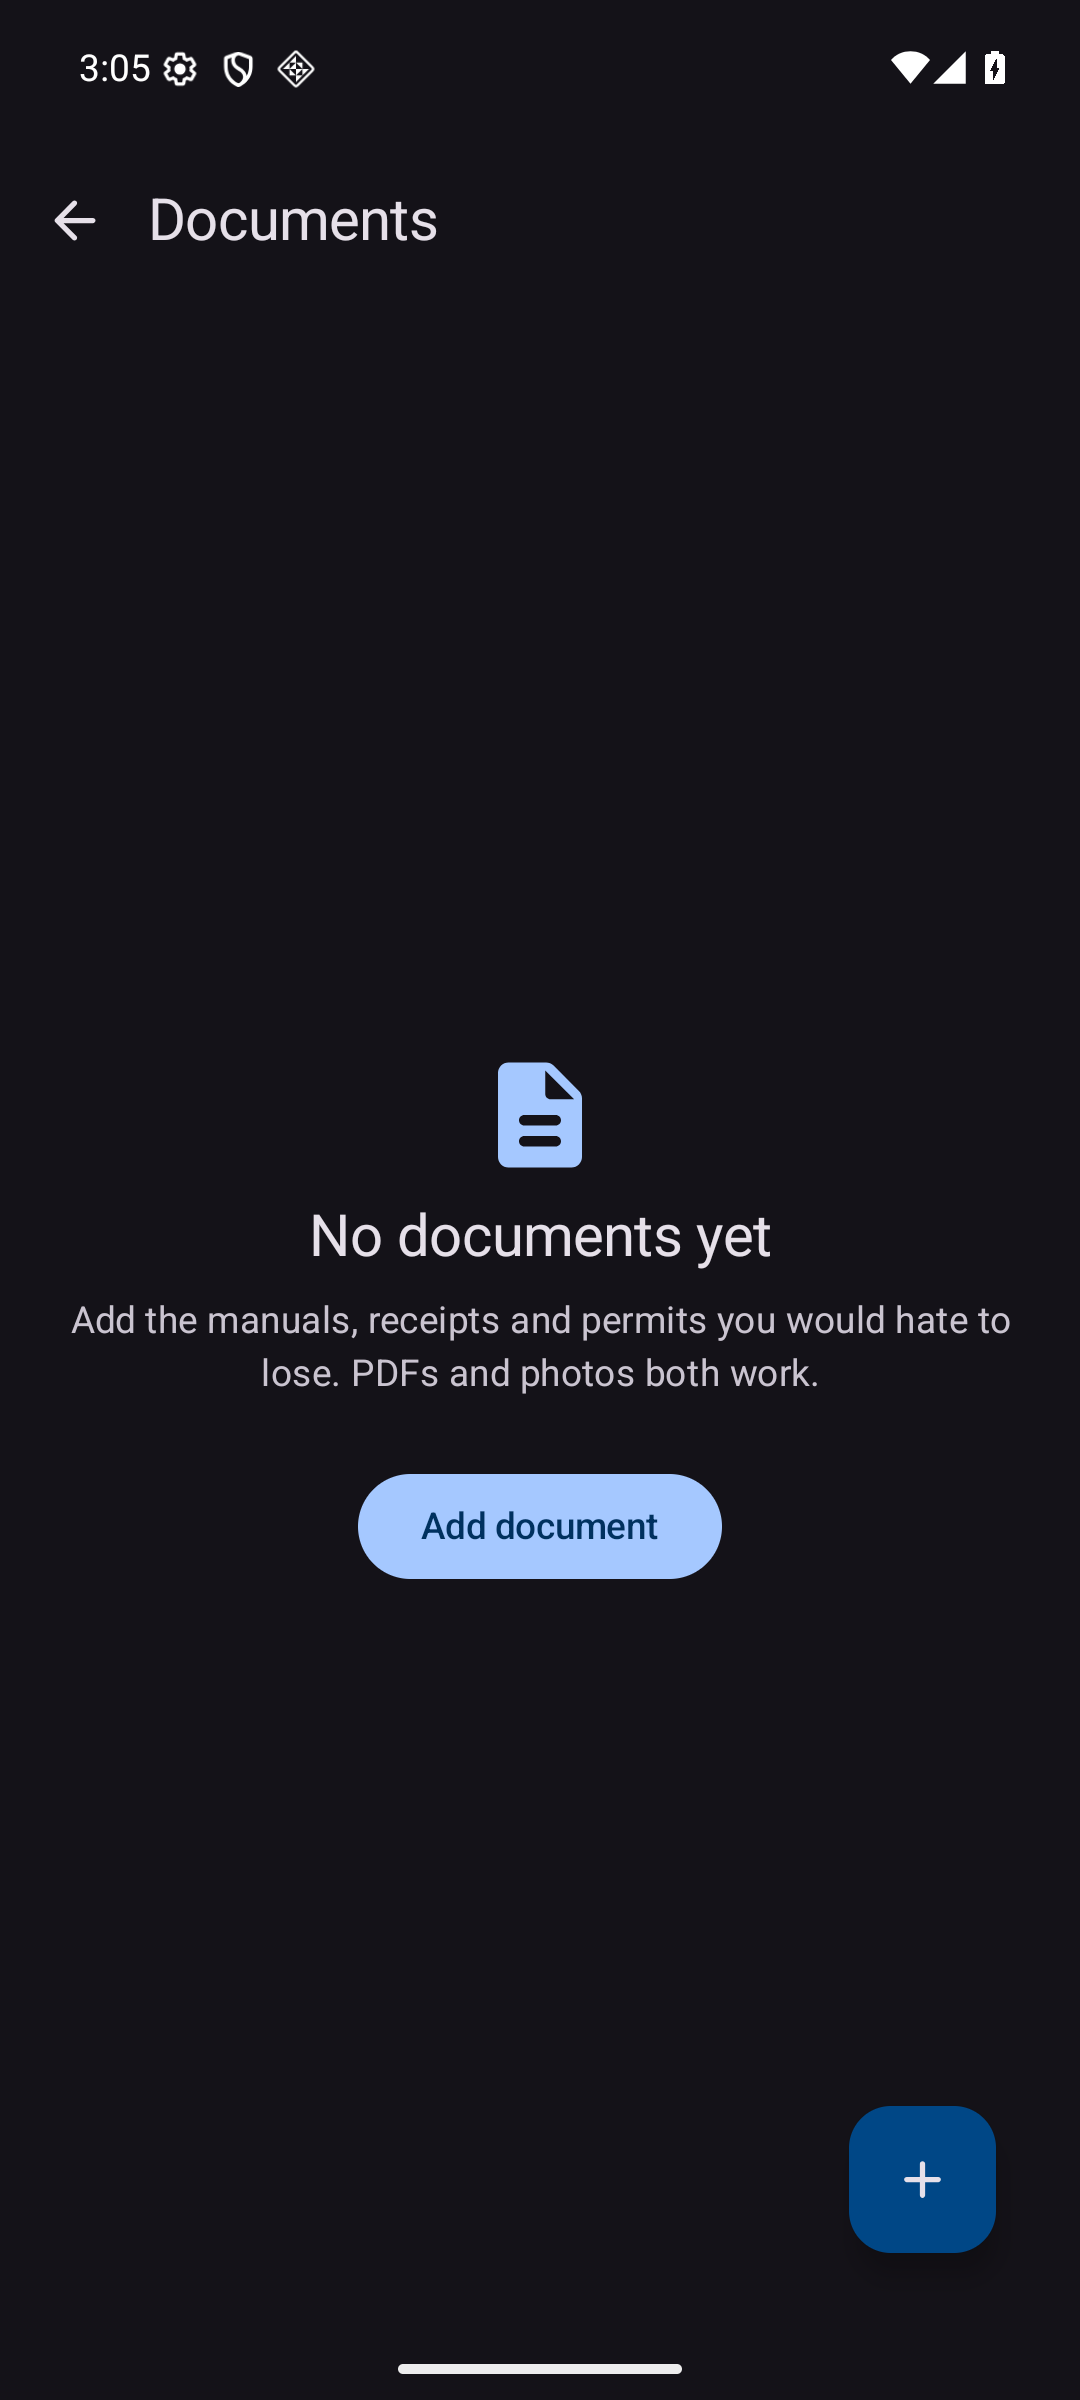 3:05
Documents
No documents yet
Add the manuals, receipts and permits you would hate to
lose. PDFs and photos both work.
Add document